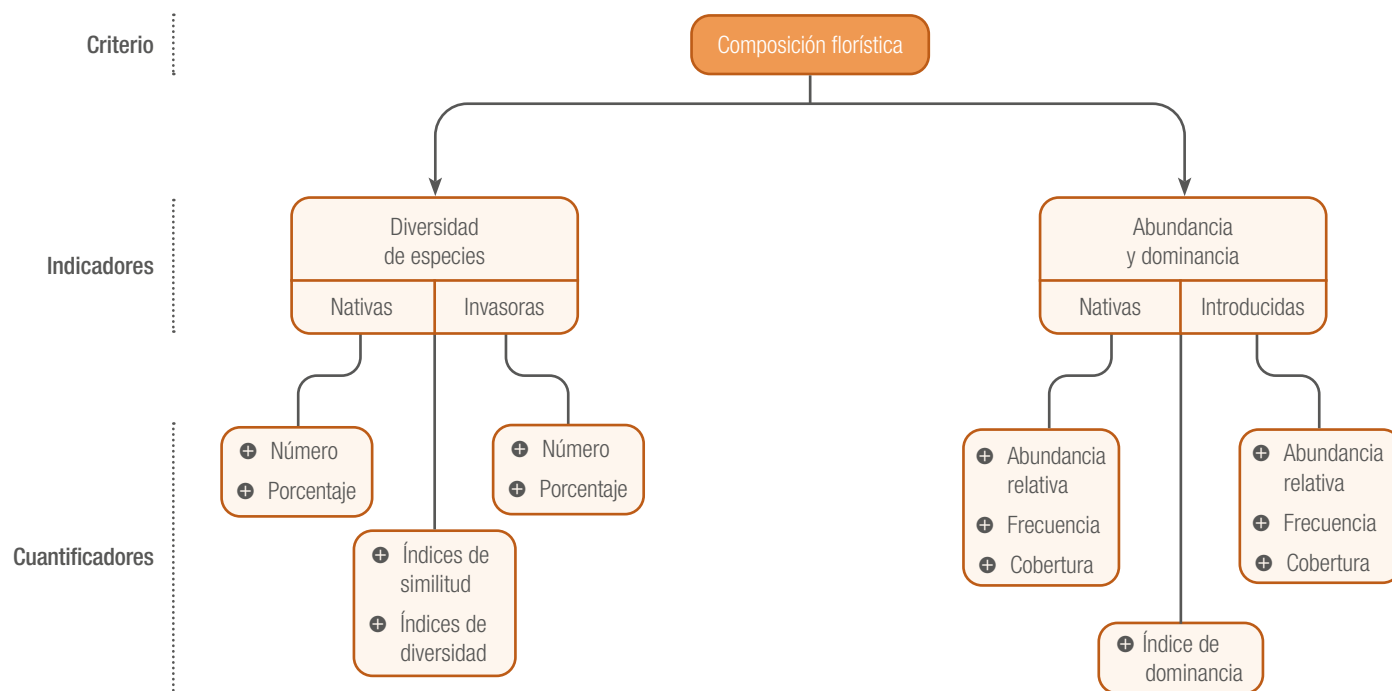 Criterio
Composición florística
Indicadores
Diversidad
de especies
Nativas
Invasoras
Abundancia
y dominancia
Nativas
Introducidas
Cuantificadores
Número
Porcentaje
Índices de
similitud
Índices de
diversidad
Número
Porcentaje
Abundancia
relativa
Frecuencia
Cobertura
Índice de
dominancia
Abundancia
relativa
Frecuencia
Cobertura